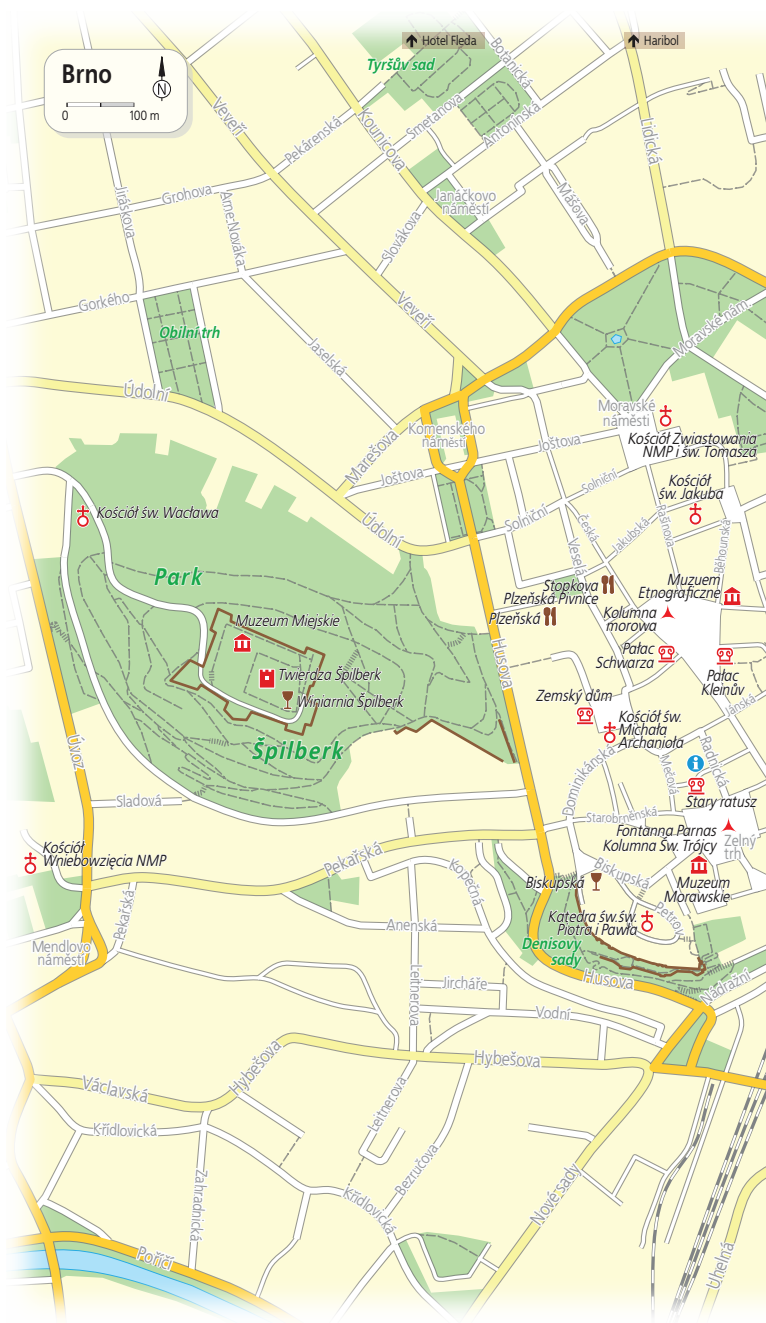 Hotel Fleda
Haribol
Brno
N
0 100 m
Tyršův sad
Botanická
Veveří
Kounicova
Smetanova
Antonínská
Pekárenská
Lidická
Jiráskova
Grohova
Arne Nováka
Janáčkovo
náměstí
Mášova
Slovákova
Gorkého
Veveří
Obilní trh
Jaselská
Moravské nám.
Údolní
Moravské
náměstí
Kościół Zwiastowania
NMP i św. Tomasza
Komenského
náměstí
Marešova
Joštova
Joštova
Kościół
św. Jakuba
Solniční
Solniční
Kościół św. Wacława
Údolní
Česká
Jakubská
Rašínova
Běhounská
Veselá
Park
Stopkova
Plzeňská Pivnice
Muzuem
Etnograficzne
Plzeňská
Kolumna
morowa
Muzeum Miejskie
Husova
Pałac
Schwarza
Pałac
Kleinův
Twierdza Špilberk
Winiarnia Špilberk
Zemský dům
Jánská
Kościół św.
Michała
Archanioła
Úvoz
Špilberk
Dominikánská
Mečová
Radnická
Stary ratusz
Sladová
Starobrněnská
Fontanna Parnas
Kolumna Św. Trójcy
Zelný
trh
Kościół
Wniebowzięcia NMP
Pekařská
Kopečná
Biskupská
Biskupská
Muzeum
Morawskie
Petrov
Pekařská
Anenská
Katedra św.św.
Piotra i Pawła
Denisovy
sady
Mendlovo
náměstí
Leitnerova
Jircháře
Husova
Nádražní
Vodní
Hybešova
Hybešova
Václavská
Leitnerova
Křídlovická
Bezručova
Zahradnická
Křídlovická
Nové sady
Poříčí
Uhelná